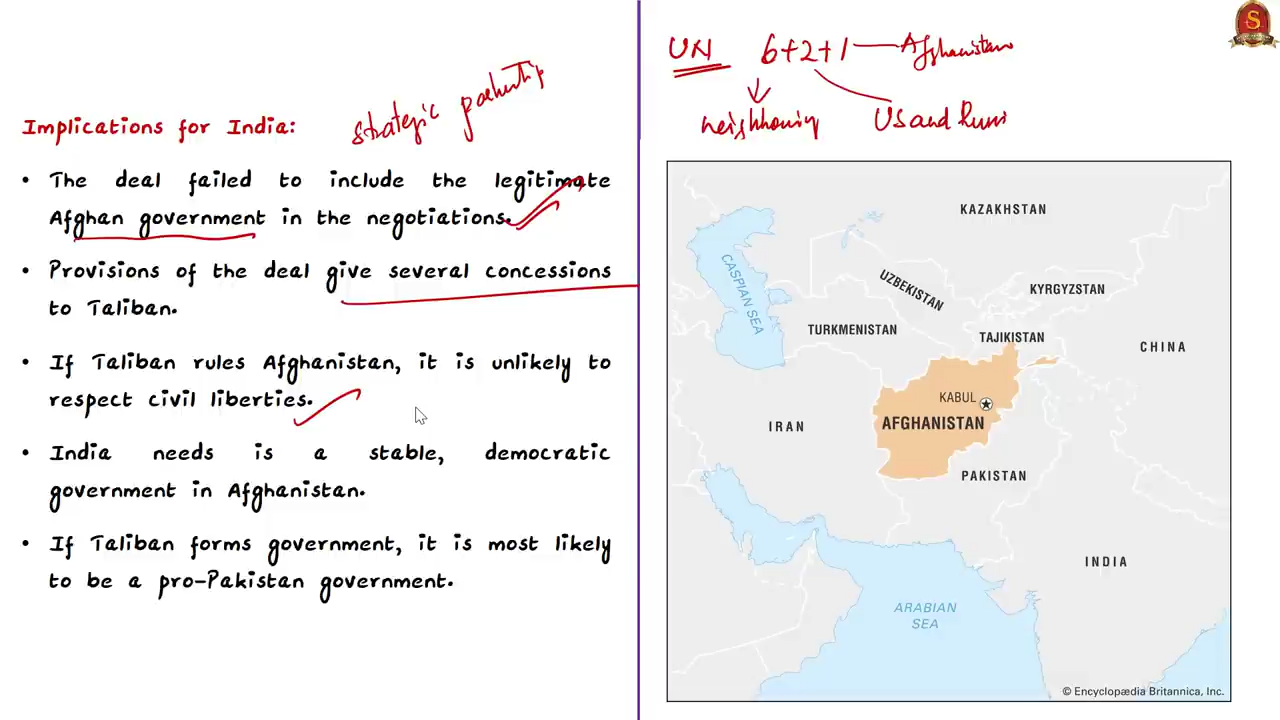 strategic
Implications for India:
• The deal failed to include the legitimate
Afghan government in the negotiations.
• Provisions of the deal give several concessions
to Taliban.
• If Taliban rules Afghanistan, it is unlikely to
respect civil liberties.
• India needs is a stable, democratic
government in Afghanistan.
• If Taliban forms government, it is most likely
to be a pro-Pakistan government.
UN 6+2+1 Afghanistan
neighbouring US and
S
KAZAKHSTAN
CASPIAN SEA
UZBEKISTAN
KYRGYZSTAN
TURKMENISTAN
TAJIKISTAN
CHINA
KABUL
AFGHANISTAN
IRAN
PAKISTAN
INDIA
ARABIAN
SEA
© Encyclopædia Britannica, Inc.